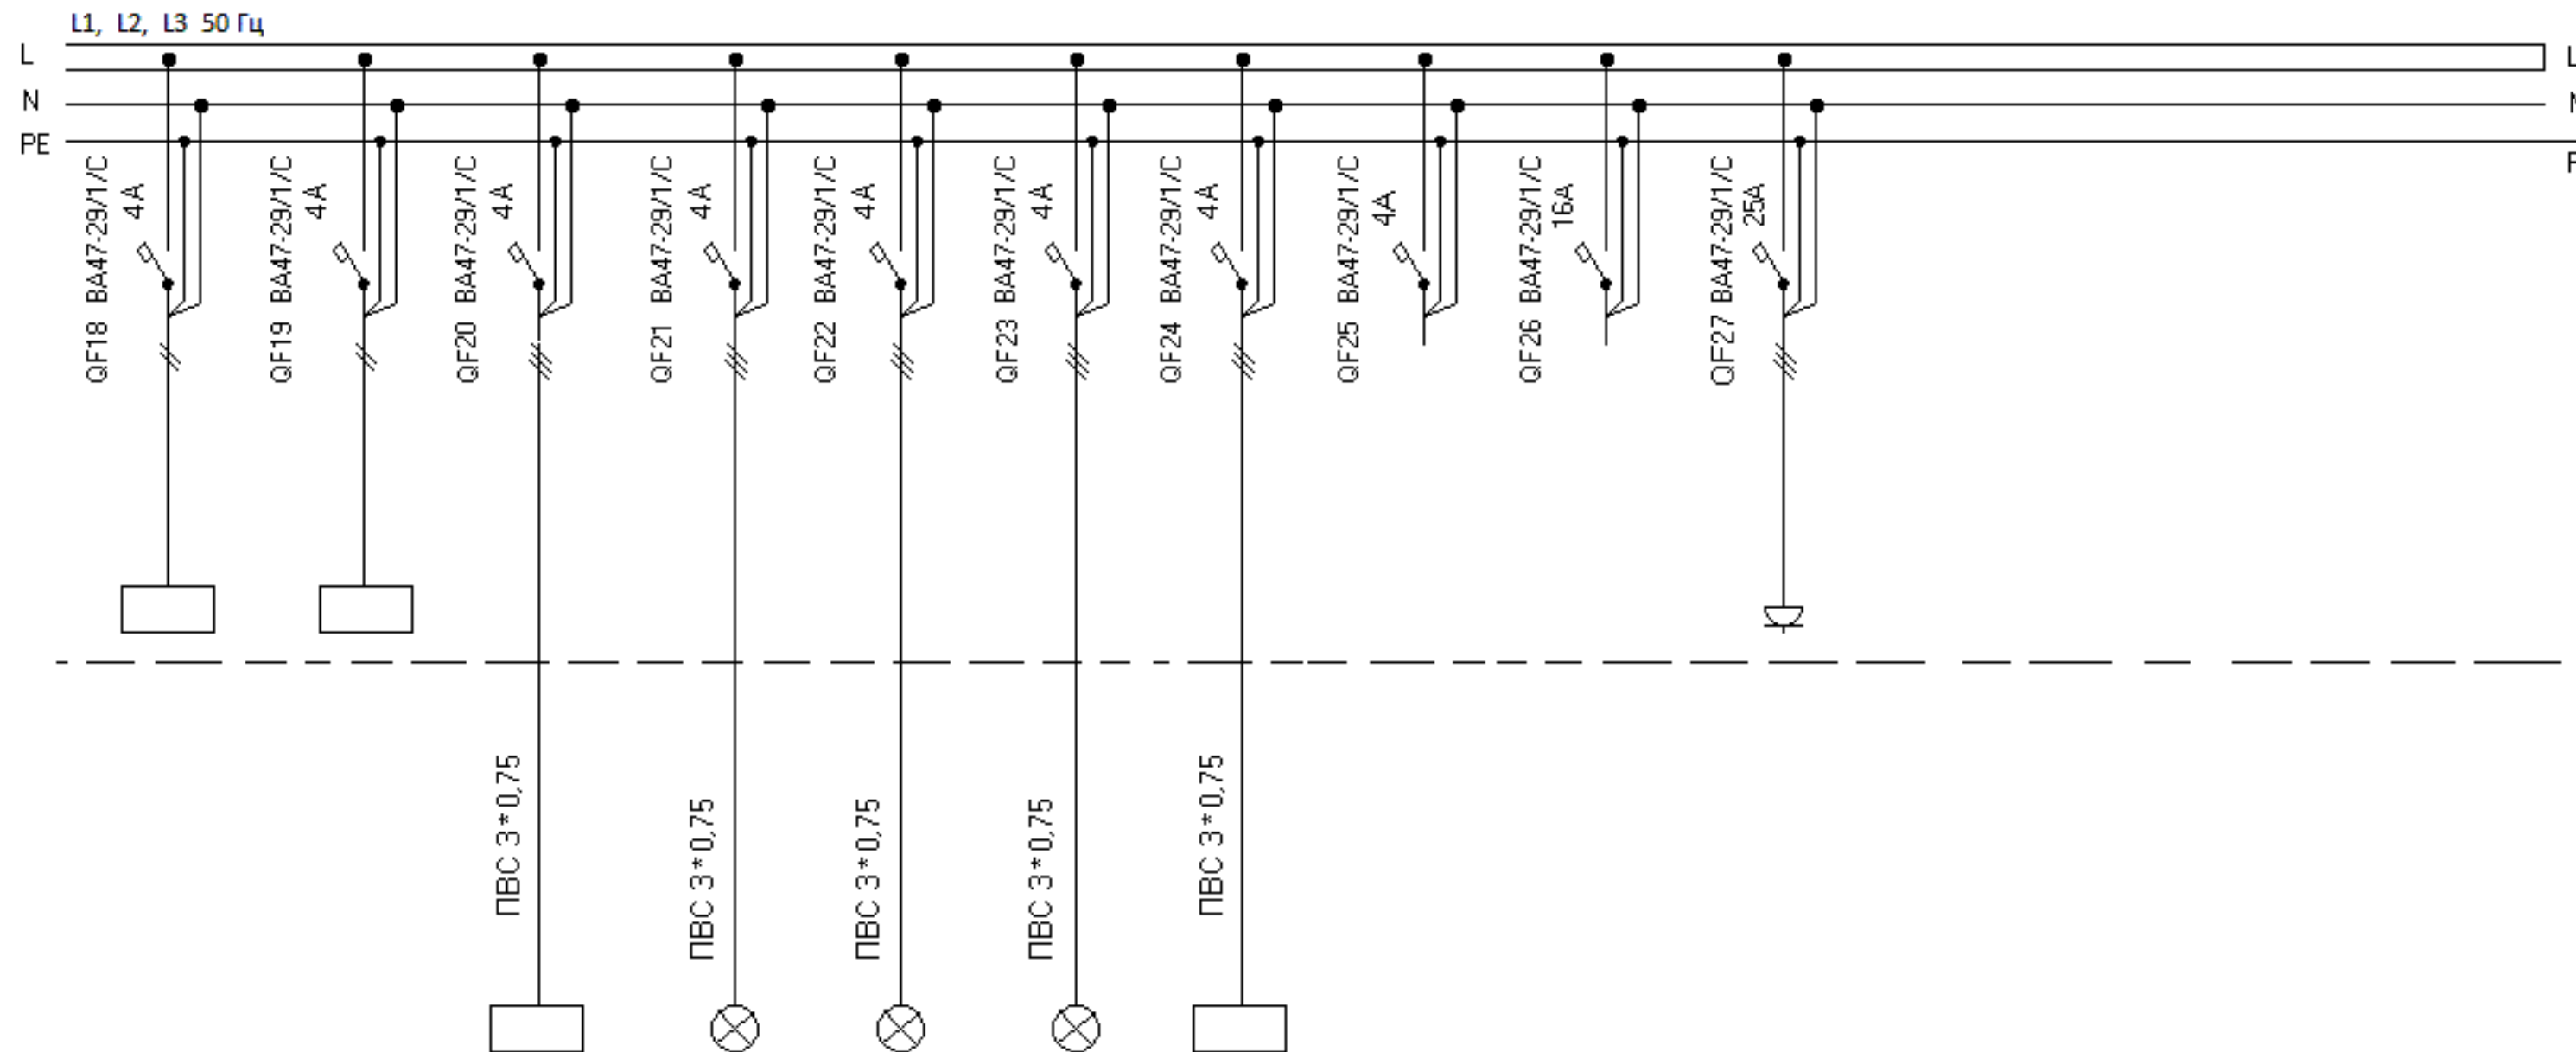 L1, L2, L3 50 Гц
L
L
N
PE
QF18 ВА47-29/1/С
4А
QF19 ВА47-29/1/С
4А
QF20 ВА47-29/1/С
4А
QF21 ВА47-29/1/С
4А
QF22 ВА47-29/1/С
4А
QF23 ВА47-29/1/С
4А
QF24 ВА47-29/1/С
4А
QF25 ВА47-29/1/С
4А
QF26 ВА47-29/1/С
16А
QF27 ВА47-29/1/С
25А
ПВС 3*0,75
ПВС 3*0,75
ПВС 3*0,75
ПВС 3*0,75
ПВС 3*0,75